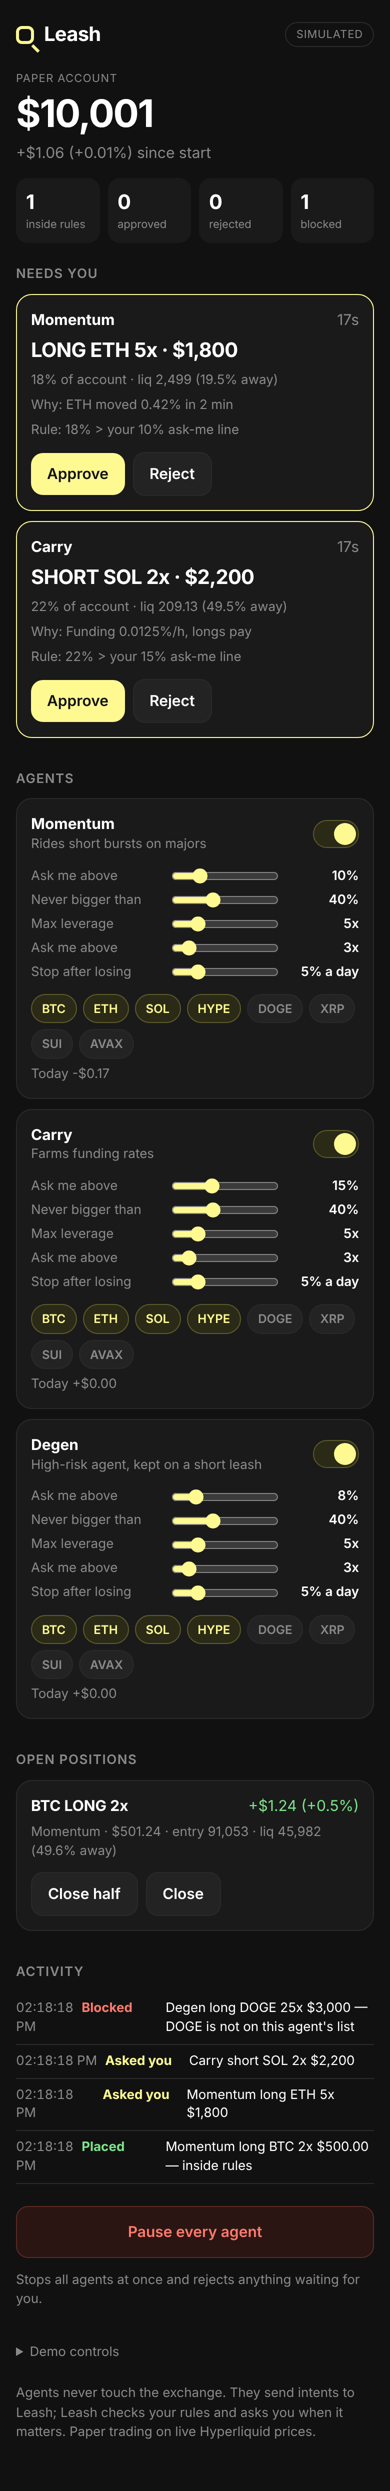 Leash
SIMULATED
PAPER ACCOUNT
$10,001
+$1.06 (+0.01%) since start
1
inside rules
0
approved
0
rejected
1
blocked
NEEDS YOU
Momentum
17s
LONG ETH 5x · $1,800
18% of account · liq 2,499 (19.5% away)
Why: ETH moved 0.42% in 2 min
Rule: 18% > your 10% ask-me line
Approve
Reject
Carry
17s
SHORT SOL 2x · $2,200
22% of account · liq 209.13 (49.5% away)
Why: Funding 0.0125%/h, longs pay
Rule: 22% > your 15% ask-me line
Approve
Reject
AGENTS
Momentum
Rides short bursts on majors
Ask me above 10%
Never bigger than 40%
Max leverage 5x
Ask me above 3x
Stop after losing 5% a day
BTC ETH SOL HYPE DOGE XRP
SUI AVAX
Today -$0.17
Carry
Farms funding rates
Ask me above 15%
Never bigger than 40%
Max leverage 5x
Ask me above 3x
Stop after losing 5% a day
BTC ETH SOL HYPE DOGE XRP
SUI AVAX
Today +$0.00
Degen
High-risk agent, kept on a short leash
Ask me above 8%
Never bigger than 40%
Max leverage 5x
Ask me above 3x
Stop after losing 5% a day
BTC ETH SOL HYPE DOGE XRP
SUI AVAX
Today +$0.00
OPEN POSITIONS
BTC LONG 2x
+$1.24 (+0.5%)
Momentum · $501.24 · entry 91,053 · liq 45,982
(49.6% away)
Close half
Close
ACTIVITY
02:18:18 PM
Blocked
Degen long DOGE 25x $3,000 —
DOGE is not on this agent's list
02:18:18 PM
Asked you
Carry short SOL 2x $2,200
02:18:18 PM
Asked you
Momentum long ETH 5x
$1,800
02:18:18 PM
Placed
Momentum long BTC 2x $500.00
— inside rules
Pause every agent
Stops all agents at once and rejects anything waiting for
you.
Demo controls
Agents never touch the exchange. They send intents to
Leash; Leash checks your rules and asks you when it
matters. Paper trading on live Hyperliquid prices.